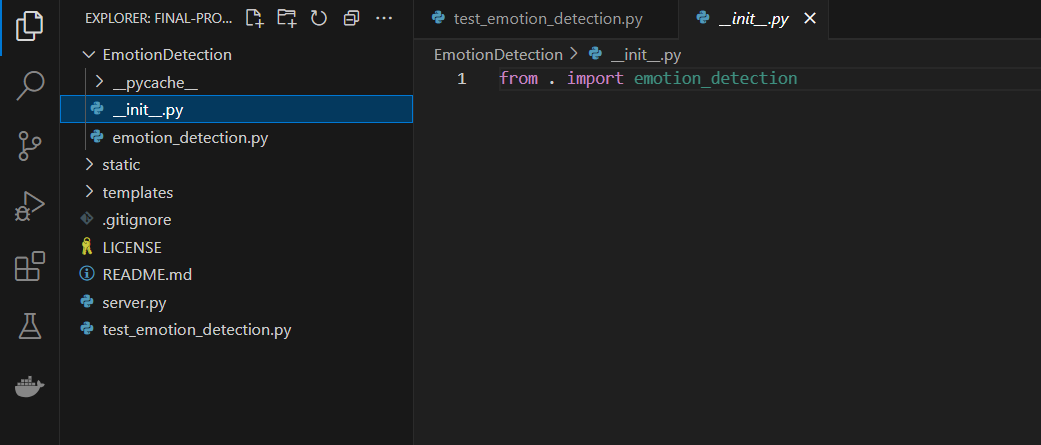 EXPLORER: FINAL-PRO...
EmotionDetection
__pycache__
__init__.py
emotion_detection.py
static
templates
.gitignore
LICENSE
README.md
server.py
test_emotion_detection.py
test_emotion_detection.py
__init__.py
EmotionDetection > __init__.py
1 from . import emotion_detection